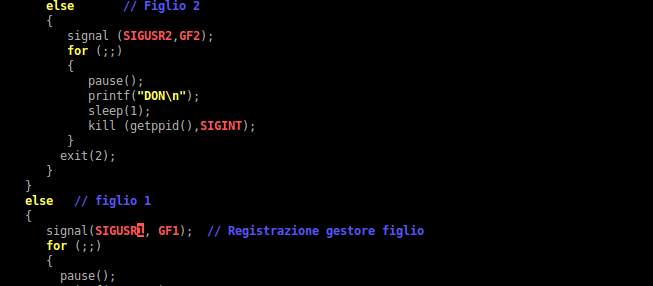 else // Figlio 2
{
signal (SIGUSR2,GF2);
for (;;)
{
pause();
printf("DON\n");
sleep(1);
kill (getppid(),SIGINT);
}
exit(2);
}
}
else // figlio 1
{
signal(SIGUSR1, GF1); // Registrazione gestore figlio
for (;;)
{
pause();